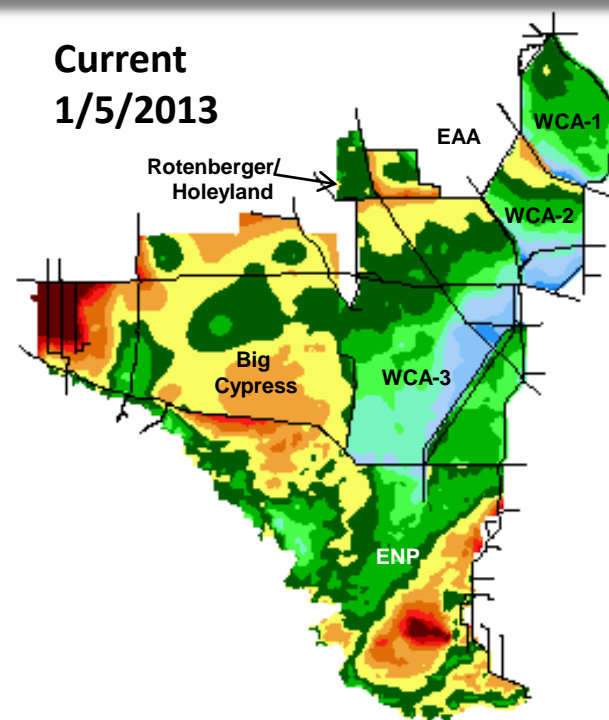 Current
1/5/2013
WCA-1
EAA
Rotenberger/
Holeyland
WCA-2
Big
Cypress
WCA-3
ENP